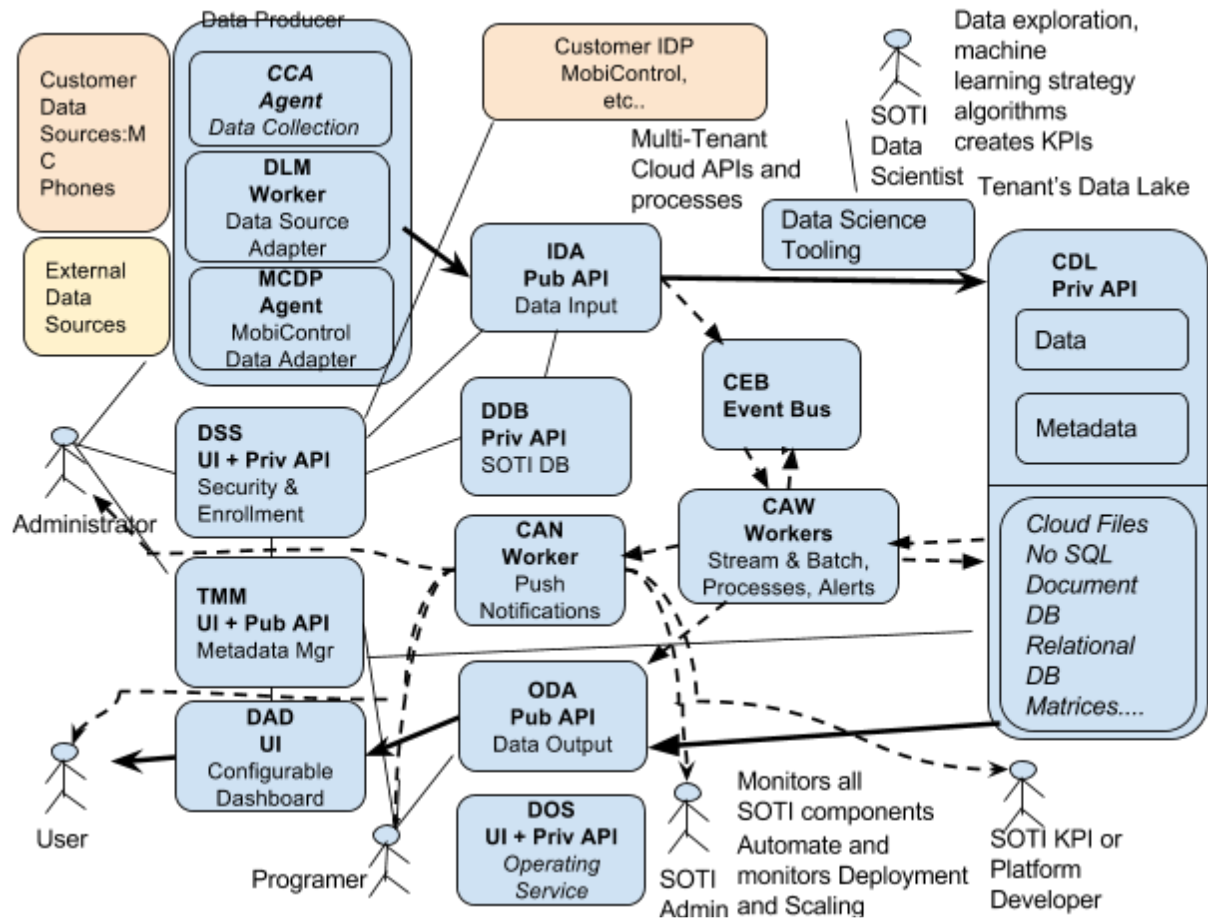 Data Producer
Customer
Data
Sources:M
C
Phones
External
Data
Sources
CCA
Agent
Data Collection
DLM
Worker
Data Source
Adapter
MCDP
Agent
MobiControl
Data Adapter
Customer IDP
MobiControl,
etc..
Multi-Tenant
Cloud APIs and
processes
SOTI
Data
Scientist
Data exploration,
machine
learning strategy
algorithms
creates KPIs
Tenant's Data Lake
Data Science
Tooling
IDA
Pub API
Data Input
CDL
Priv API
Data
Metadata
Cloud Files
No SQL
Document
DB
Relational
DB
Matrices....
CEB
Event Bus
DDB
Priv API
SOTI DB
DSS
UI + Priv API
Security &
Enrollment
Administrator
CAN
Worker
Push
Notifications
CAW
Workers
Stream & Batch,
Processes, Alerts
TMM
UI + Pub API
Metadata Mgr
ODA
Pub API
Data Output
DAD
UI
Configurable
Dashboard
User
Programer
DOS
UI + Priv API
Operating
Service
SOTI
Admin
Monitors all
SOTI components
Automate and
monitors Deployment
and Scaling
SOTI KPI or
Platform
Developer